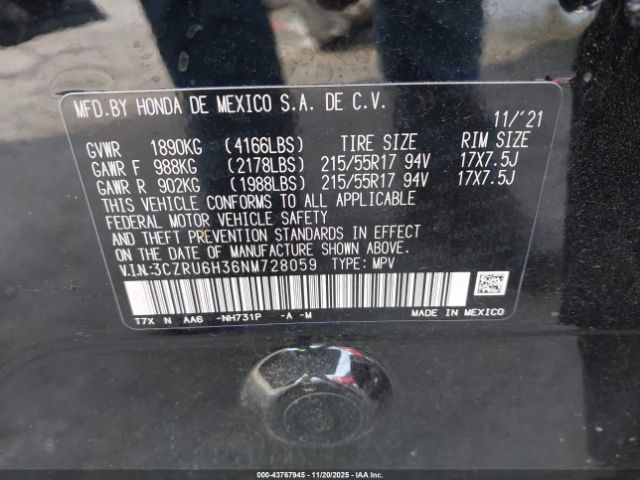 MFD.BY HONDA DE MEXICO S.A. DE C.V.
11/'21
GVWR 1890KG (4166LBS) TIRE SIZE RIM SIZE
GAWR F 988KG (2178LBS) 215/55R17 94V 17X7.5J
GAWR R 902KG (1988LBS) 215/55R17 94V 17X7.5J
THIS VEHICLE CONFORMS TO ALL APPLICABLE
FEDERAL MOTOR VEHICLE SAFETY
AND THEFT PREVENTION STANDARDS IN EFFECT
ON THE DATE OF MANUFACTURE SHOWN ABOVE.
V.I.N.:3CZRU6H36NM728059 TYPE: MPV
T7X N AA6 -NH731P -A -M
MADE IN MEXICO
000-43767945 - 11/20/2025 - IAA Inc.